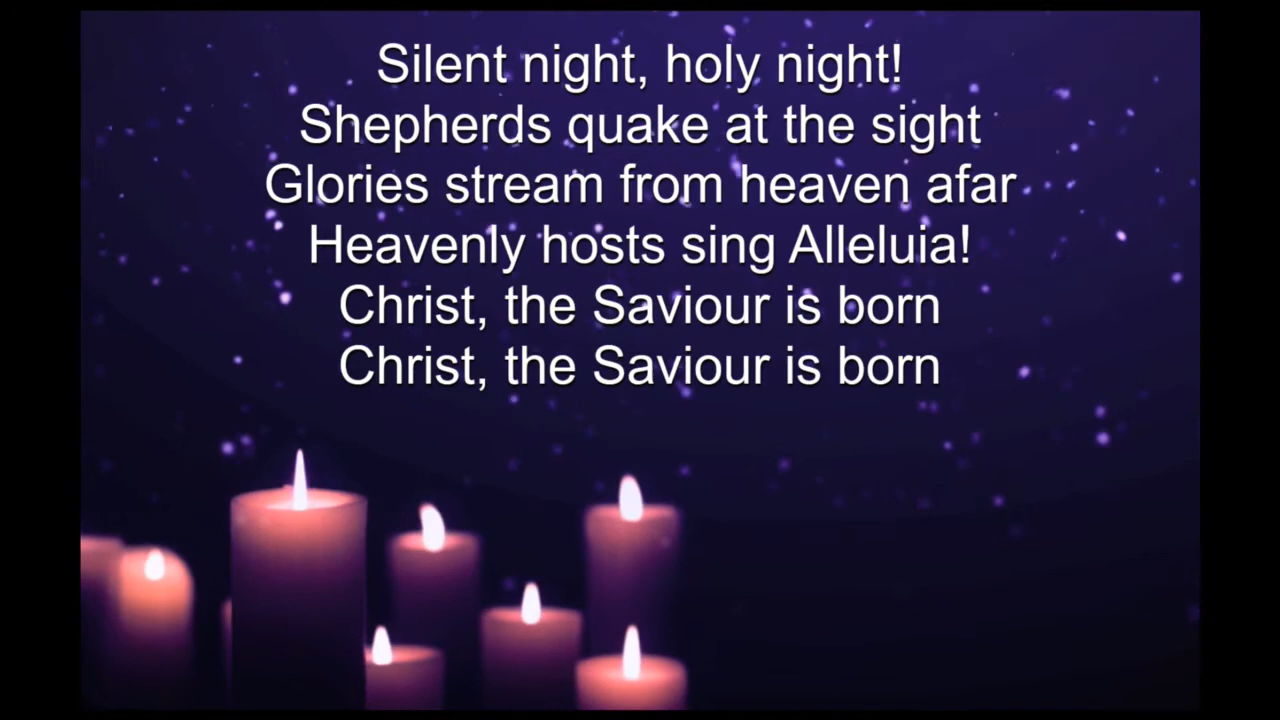 Silent night, holy night!
Shepherds quake at the sight
Glories stream from heaven afar
Heavenly hosts sing Alleluia!
Christ, the Saviour is born
Christ, the Saviour is born